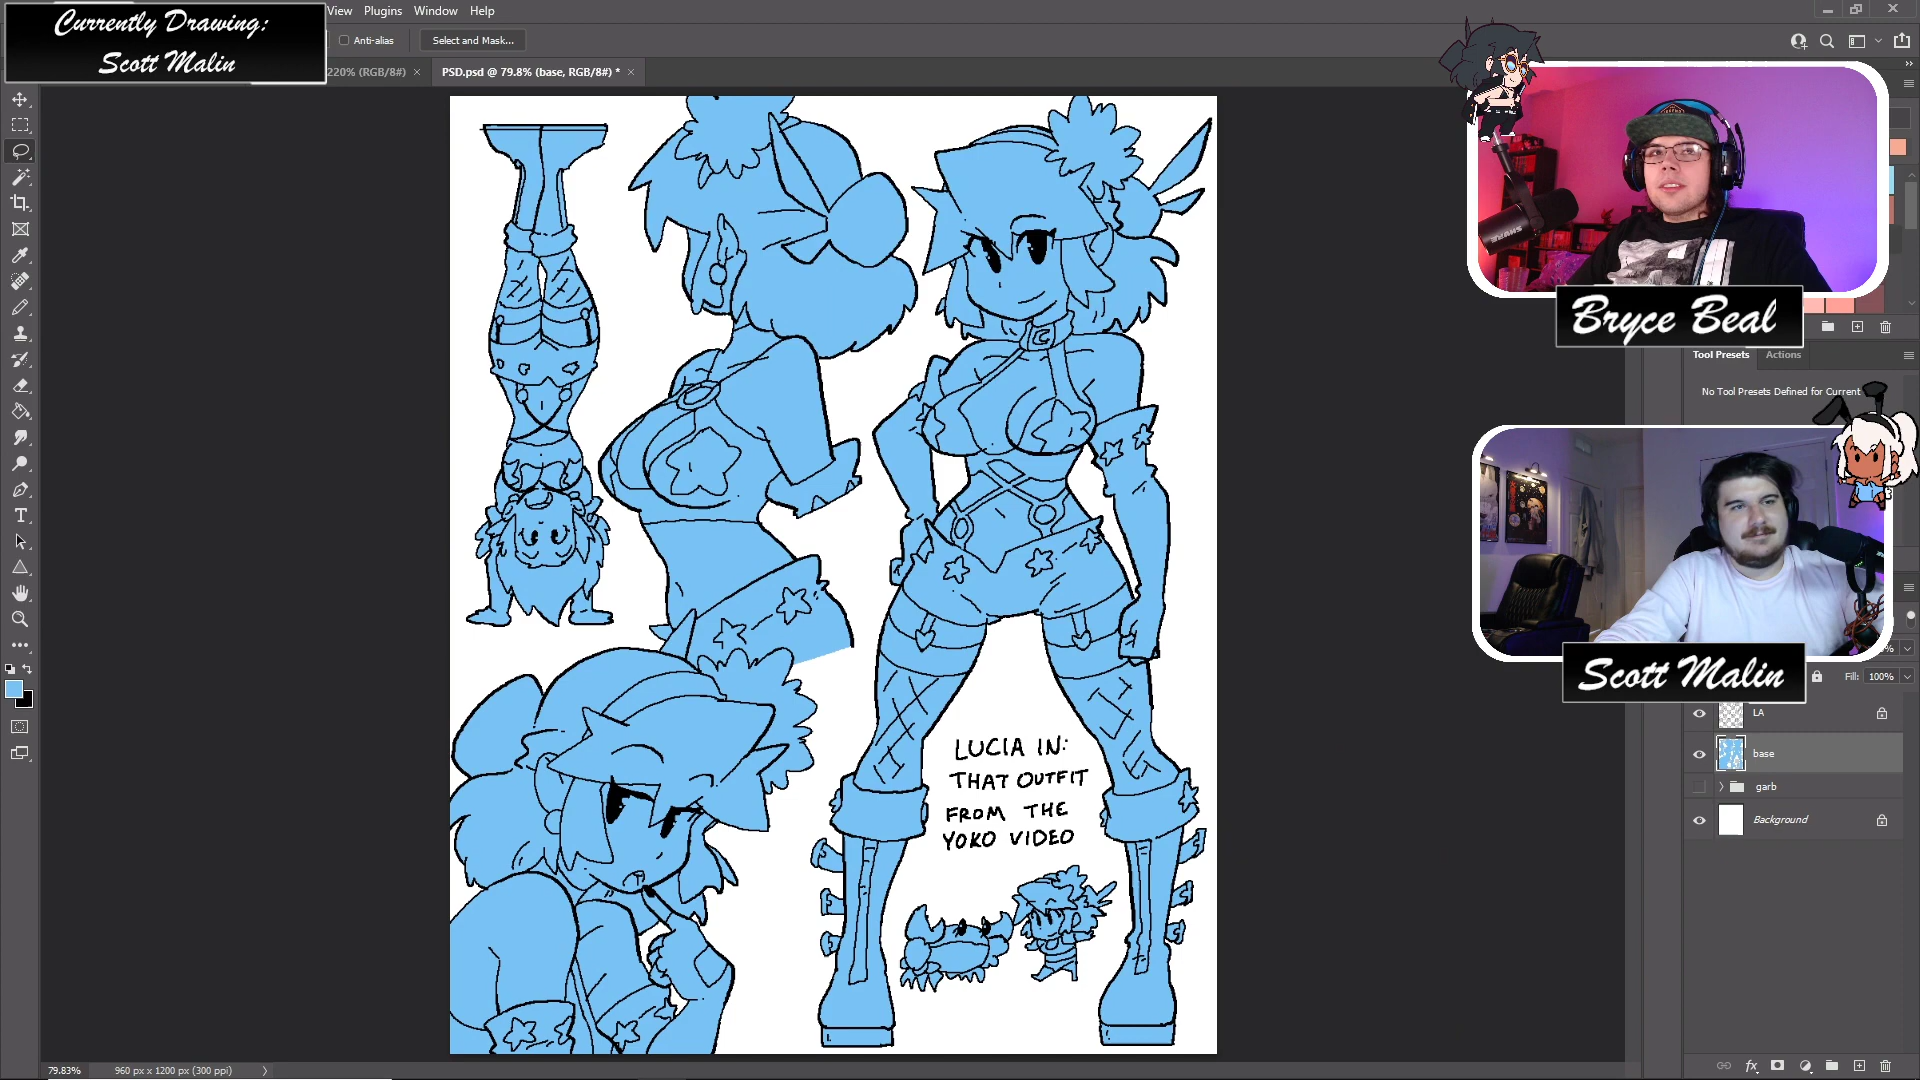 Currently Drawing:
Scott Malin
View Plugins Window Help
Anti-alias Select and Mask...
220% (RGB/8#) × PSD.psd @ 79.8% (base, RGB/8#) * ×
Bryce Beal
Tool Presets Actions
No Tool Presets Defined for Current
SHURE
C
Scott Malin
Fill: 100%
LA
base
garb
Background
LUCIA IN:
THAT OUTFIT
FROM THE
YOKO VIDEO
79.83% 960 px x 1200 px (300 ppi)